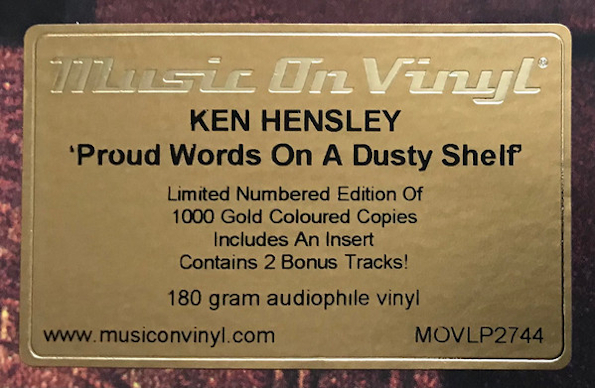 Music On Vinyl®
KEN HENSLEY
'Proud Words On A Dusty Shelf'
Limited Numbered Edition Of
1000 Gold Coloured Copies
Includes An Insert
Contains 2 Bonus Tracks!
180 gram audiophile vinyl
www.musiconvinyl.com MOVLP2744